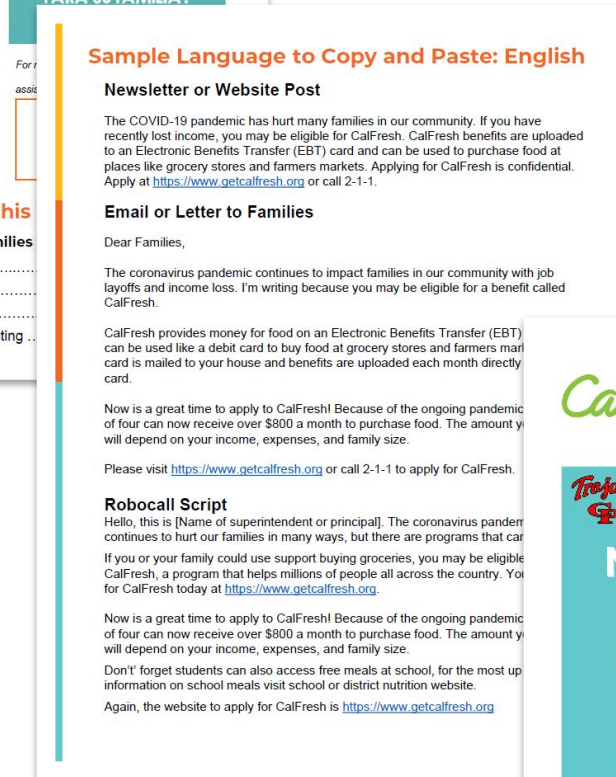 PARA SU FAMILIA?
For
assis
his
nilies
ting ...
Sample Language to Copy and Paste: English
Newsletter or Website Post
The COVID-19 pandemic has hurt many families in our community. If you have
recently lost income, you may be eligible for CalFresh. CalFresh benefits are uploaded
to an Electronic Benefits Transfer (EBT) card and can be used to purchase food at
places like grocery stores and farmers markets. Applying for CalFresh is confidential.
Apply at https://www.getcalfresh.org or call 2-1-1.
Email or Letter to Families
Dear Families,
The coronavirus pandemic continues to impact families in our community with job
layoffs and income loss. I'm writing because you may be eligible for a benefit called
CalFresh.
CalFresh provides money for food on an Electronic Benefits Transfer (EBT)
can be used like a debit card to buy food at grocery stores and farmers mar
card is mailed to your house and benefits are uploaded each month directly
card.
Now is a great time to apply to CalFresh! Because of the ongoing pandemic
of four can now receive over $800 a month to purchase food. The amount y
will depend on your income, expenses, and family size.
Please visit https://www.getcalfresh.org or call 2-1-1 to apply for CalFresh.
Robocall Script
Hello, this is [Name of superintendent or principal]. The coronavirus pandem
continues to hurt our families in many ways, but there are programs that can
If you or your family could use support buying groceries, you may be eligible
CalFresh, a program that helps millions of people all across the country. You
for CalFresh today at https://www.getcalfresh.org.
Now is a great time to apply to CalFresh! Because of the ongoing pandemic
of four can now receive over $800 a month to purchase food. The amount y
will depend on your income, expenses, and family size.
Don't' forget students can also access free meals at school, for the most up
information on school meals visit school or district nutrition website.
Again, the website to apply for CalFresh is https://www.getcalfresh.org
Ca
Troja